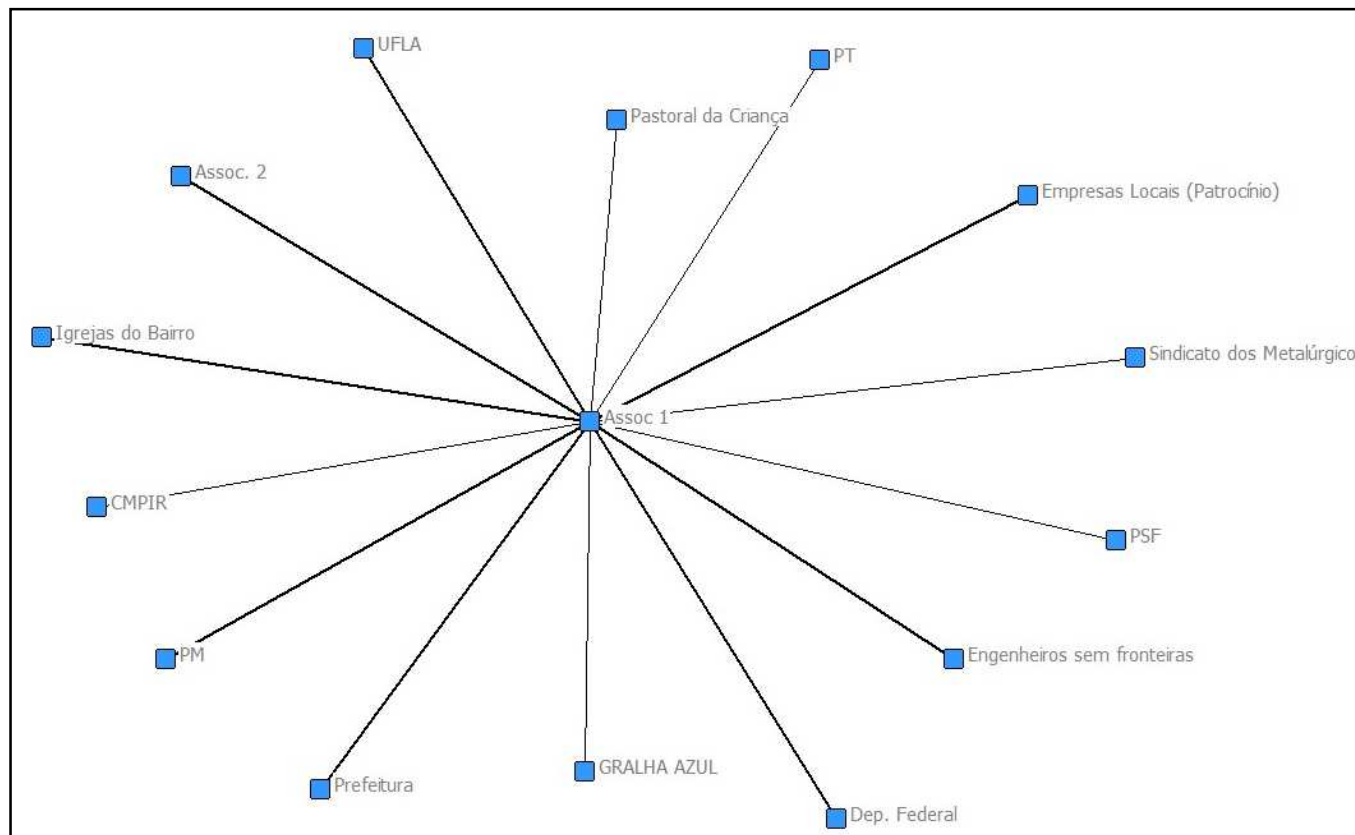 UFLA
PT
Pastoral da Criança
Assoc. 2
Empresas Locais (Patrocínio)
Igrejas do Bairro
Sindicato dos Metalúrgico
Assoc 1
CMPIR
PSF
PM
Engenheiros sem fronteiras
GRALHA AZUL
Prefeitura
Dep. Federal